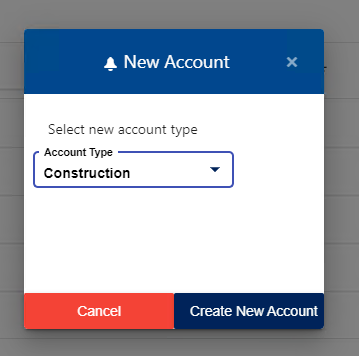 New Account
×
Select new account type
Account Type
Construction
Cancel
Create New Account